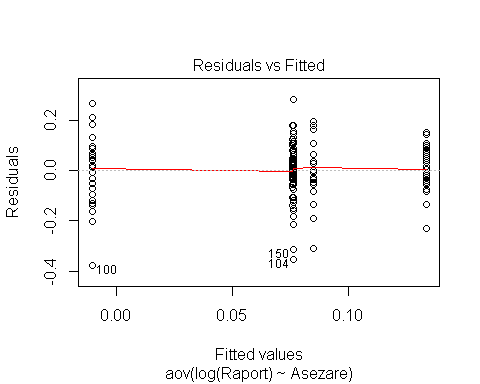 Residuals vs Fitted
Residuals
0.2
0.0
-0.2
-0.4
100
150
104
0.00 0.05 0.10
Fitted values
aov(log(Raport) ~ Asezare)